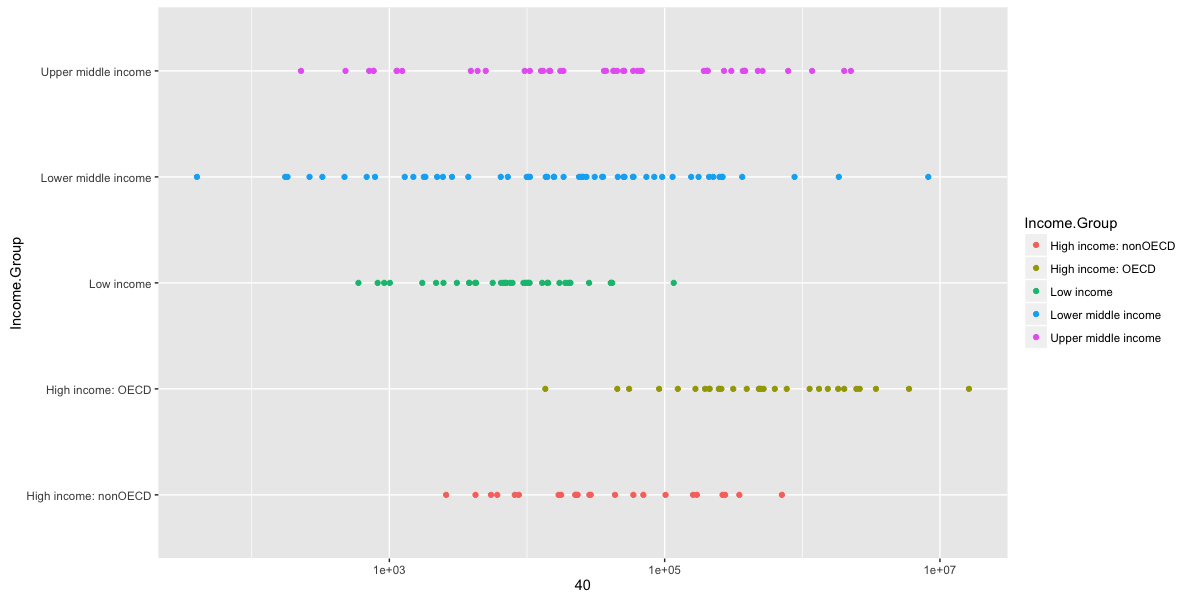 Income.Group
Upper middle income
Lower middle income
Low income
High income: OECD
High income: nonOECD
1e+03
1e+05
1e+07
40
Income.Group
High income: nonOECD
High income: OECD
Low income
Lower middle income
Upper middle income